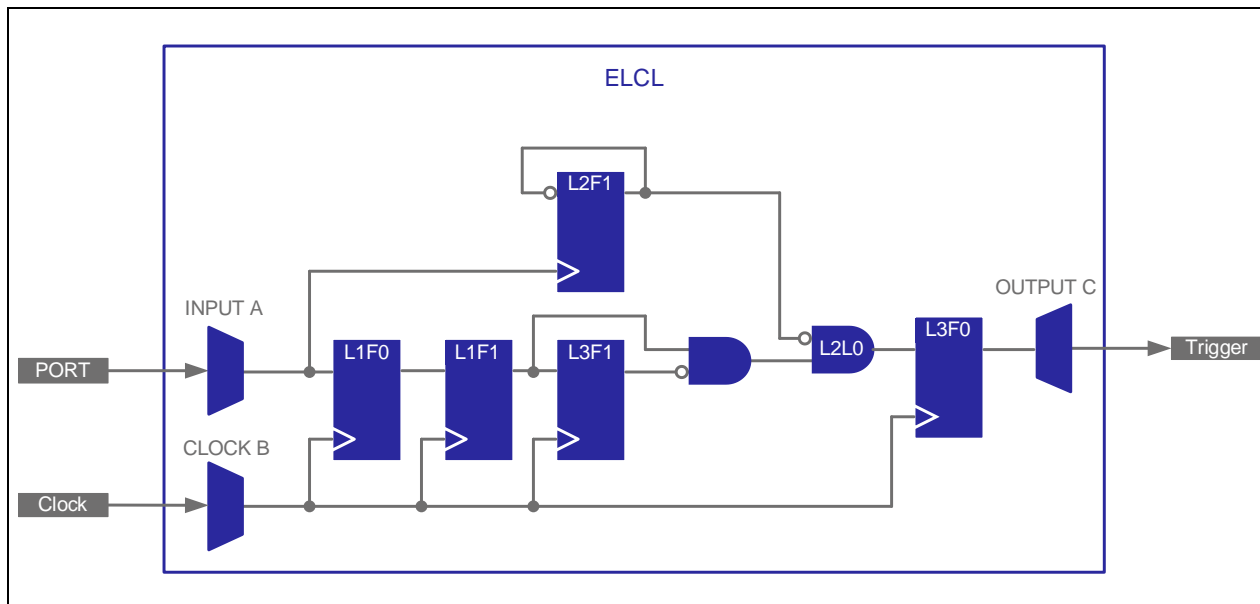 ELCL
L2F1
INPUT A
OUTPUT C
L1F0
L1F1
L3F1
L2L0
L3F0
PORT
Trigger
CLOCK B
Clock